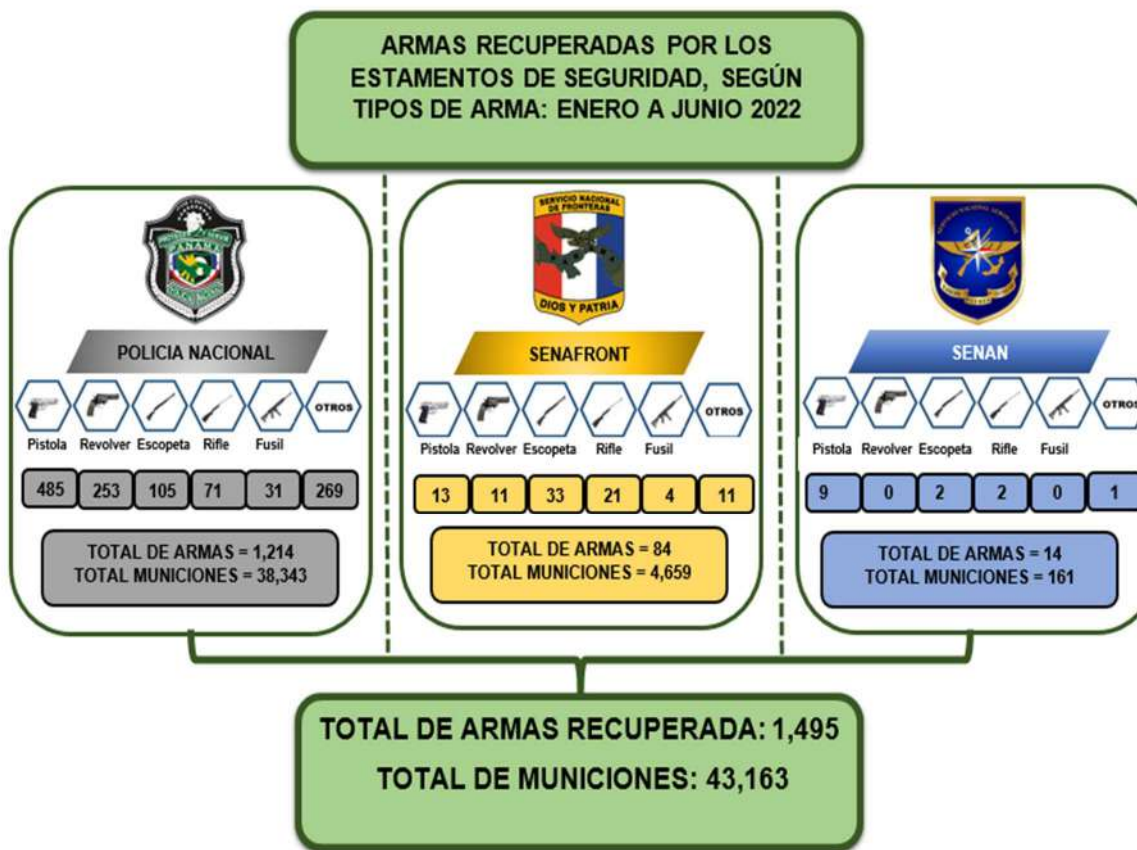 ARMAS RECUPERADAS POR LOS
ESTAMENTOS DE SEGURIDAD, SEGÚN
TIPOS DE ARMA: ENERO A JUNIO 2022
PANAMA
POLICIA NACIONAL
OTROS
Pistola Revolver Escopeta Rifle Fusil
485 253 105 71 31 269
TOTAL DE ARMAS = 1,214
TOTAL MUNICIONES = 38,343
SERVICIO NACIONAL
DE FRONTERAS
DIOS Y PATRIA
SENAFRONT
OTROS
Pistola Revolver Escopeta Rifle Fusil
13 11 33 21 4 11
TOTAL DE ARMAS = 84
TOTAL MUNICIONES = 4,659
SERVICIO NACIONAL AERONAVAL
SENAN
OTROS
Pistola Revolver Escopeta Rifle Fusil
9 0 2 2 0 1
TOTAL DE ARMAS = 14
TOTAL MUNICIONES = 161
TOTAL DE ARMAS RECUPERADA: 1,495
TOTAL DE MUNICIONES: 43,163